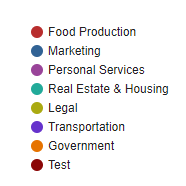 Food Production
Marketing
Personal Services
Real Estate & Housing
Legal
Transportation
Government
Test